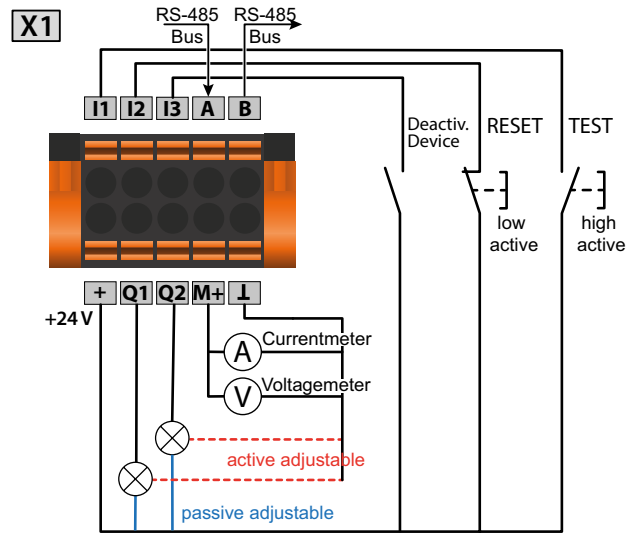 X1
RS-485
Bus
RS-485
Bus
I1 I2 I3 A B
Deactiv.
Device
RESET
TEST
low
active
high
active
+ Q1 Q2 M+ ⊥
+24 V
A Currentmeter
V Voltagemeter
active adjustable
passive adjustable